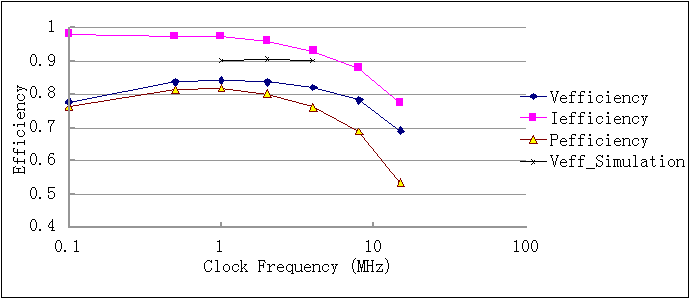 1
0.9
0.8
0.7
0.6
0.5
0.4
Efficiency
0.1 1 10 100
Clock Frequency (MHz)
Vefficiency
Iefficiency
Pefficiency
Veff_Simulation